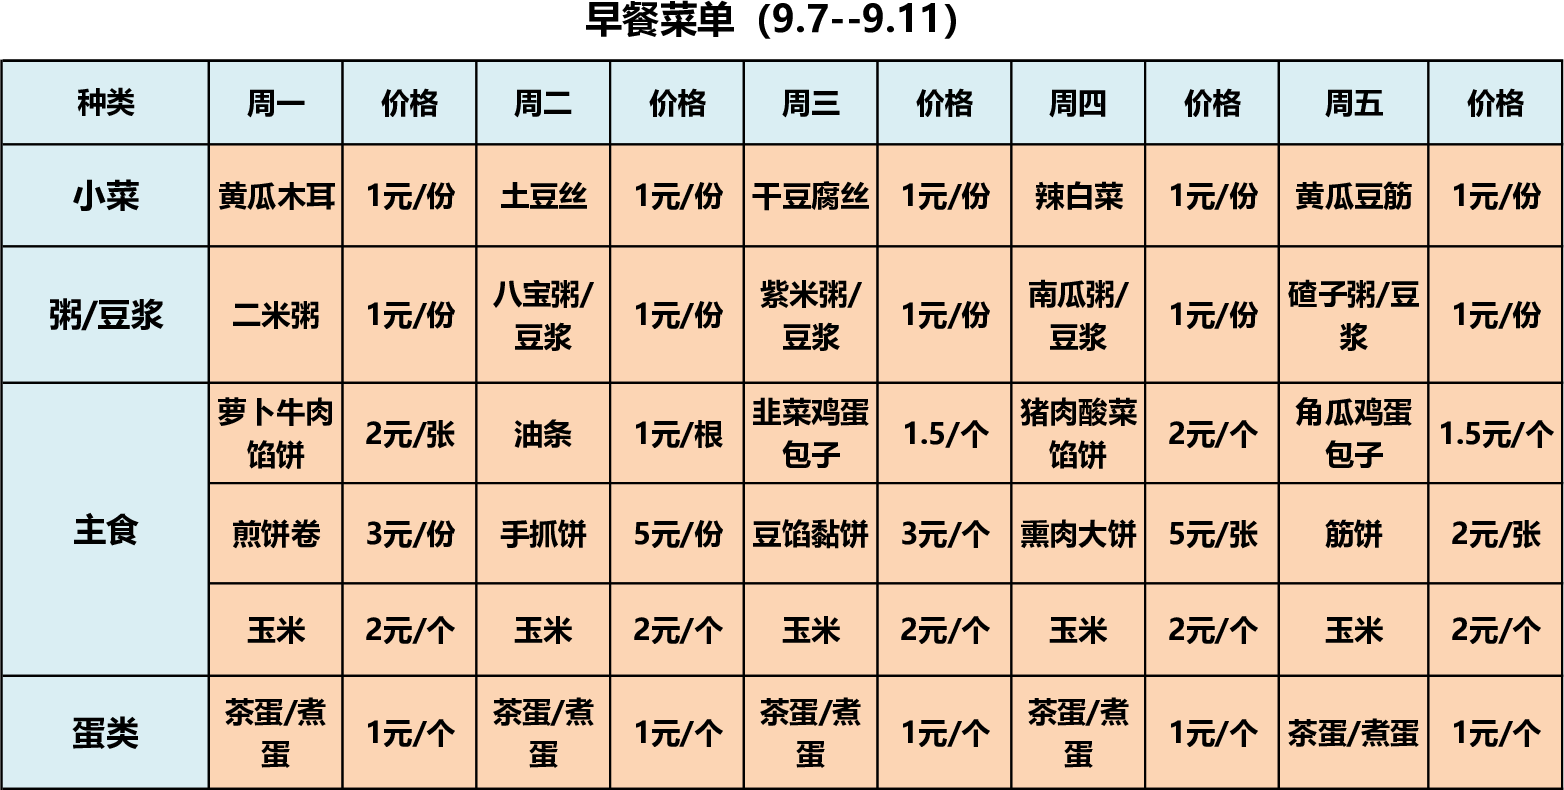 早餐菜单（9.7--9.11）
种类 周一 价格 周二 价格 周三 价格 周四 价格 周五 价格
小菜 黄瓜木耳 1元/份 土豆丝 1元/份 干豆腐丝 1元/份 辣白菜 1元/份 黄瓜豆筋 1元/份
粥/豆浆 二米粥 1元/份 八宝粥/
豆浆 1元/份 紫米粥/
豆浆 1元/份 南瓜粥/
豆浆 1元/份 碴子粥/豆
浆 1元/份
主食 萝卜牛肉
馅饼 2元/张 油条 1元/根 韭菜鸡蛋
包子 1.5/个 猪肉酸菜
馅饼 2元/个 角瓜鸡蛋
包子 1.5元/个
煎饼卷 3元/份 手抓饼 5元/份 豆馅黏饼 3元/个 熏肉大饼 5元/张 筋饼 2元/张
玉米 2元/个 玉米 2元/个 玉米 2元/个 玉米 2元/个 玉米 2元/个
蛋类 茶蛋/煮
蛋 1元/个 茶蛋/煮
蛋 1元/个 茶蛋/煮
蛋 1元/个 茶蛋/煮
蛋 1元/个 茶蛋/煮蛋 1元/个